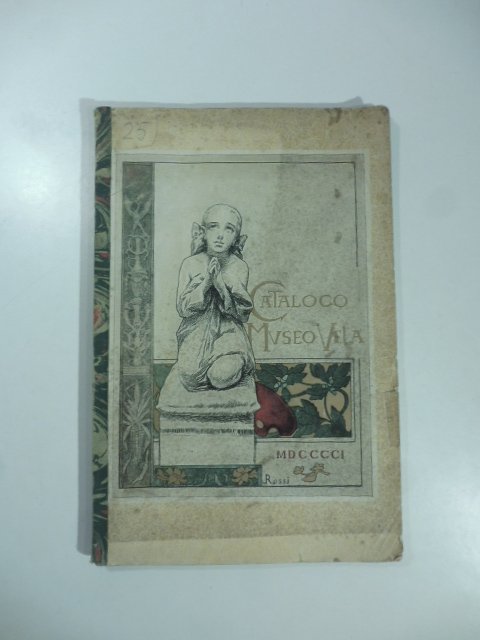 25
CATALOGO
MUSEO VELA
MDCCCCI
Rossi